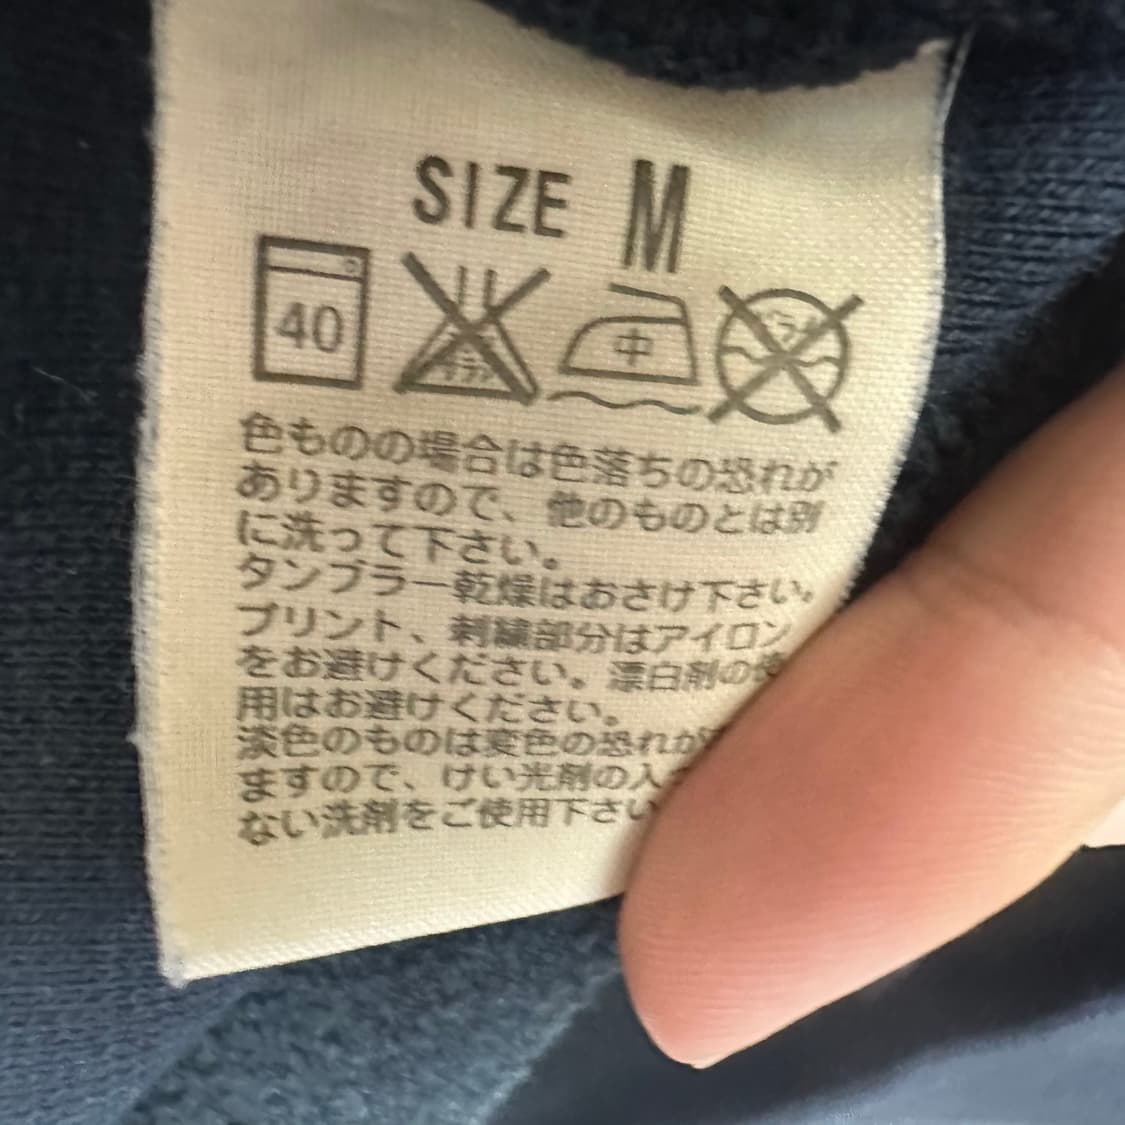 SIZE M
40
中
色ものの場合は色落ちの恐れが
ありますので、他のものとは別
に洗って下さい。
タンブラー乾燥はおさけ下さい。
プリント、刺繍部分はアイロン
をお避けください。漂白剤の使
用はお避けください。
淡色のものは変色の恐れが
ますので、けい光剤の入
ない洗剤をご使用下さい